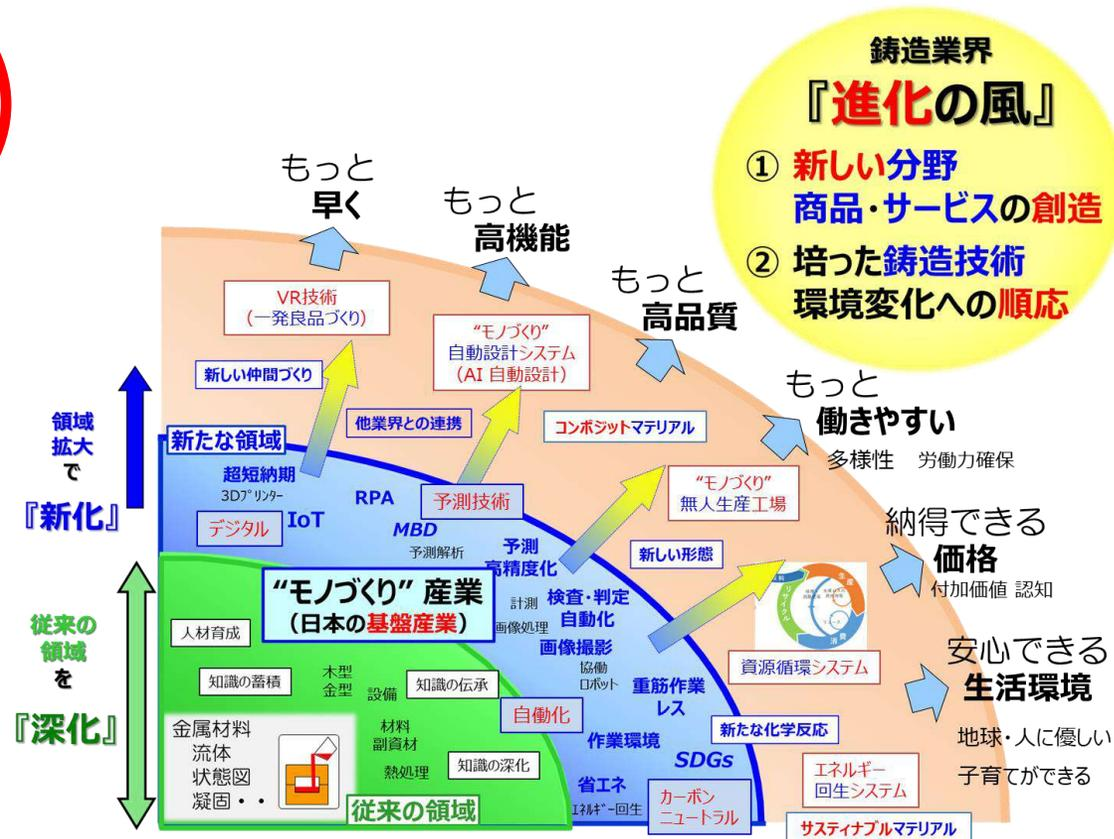 鋳造業界
『進化の風』
① 新しい分野
商品・サービスの創造
② 培った鋳造技術
環境変化への順応
もっと
早く
もっと
高機能
もっと
高品質
もっと
働きやすい
多様性 労働力確保
納得できる
価格
付加価値 認知
安心できる
生活環境
地球・人に優しい
子育てができる
領域
拡大
で
『新化』
従来の
領域
を
『深化』
VR技術
(一発良品づくり)
“モノづくり”
自動設計システム
(AI 自動設計)
新しい仲間づくり
他業界との連携
コンポジットマテリアル
“モノづくり”
無人生産工場
新しい形態
生産
消費
リサイクル
資源循環システム
新たな化学反応
エネルギー
回生システム
サスティナブルマテリアル
新たな領域
超短納期
3Dプリンター
デジタル
IoT
RPA
MBD
予測解析
予測技術
予測
高精度化
計測
画像処理
検査・判定
自動化
画像撮影
協働
ロボット
重筋作業
レス
自働化
作業環境
SDGs
省エネ
エネルギー回生
カーボン
ニュートラル
“モノづくり” 産業
(日本の基盤産業)
人材育成
知識の蓄積
木型
金型
設備
知識の伝承
材料
副資材
熱処理
知識の深化
金属材料
流体
状態図
凝固・・
従来の領域